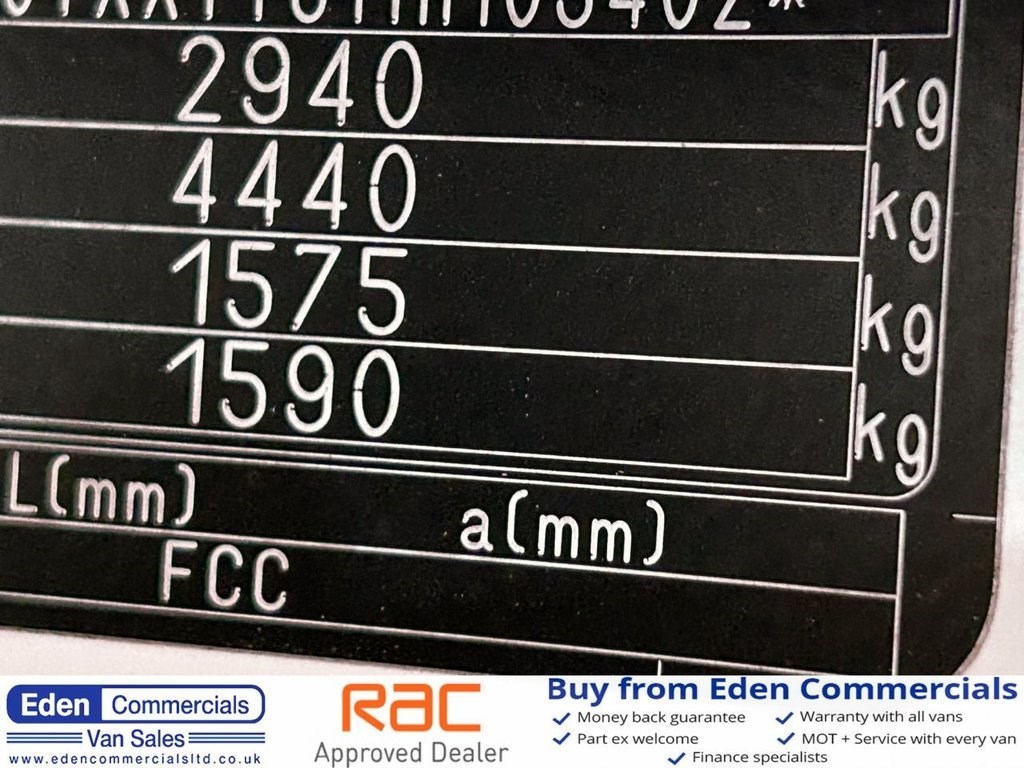 2940 kg
4440 kg
1575 kg
1590 kg
L(mm) a(mm)
FCC
Eden Commercials
Van Sales
www.edencommercialsltd.co.uk
RAC
Approved Dealer
Buy from Eden Commercials
Money back guarantee
Warranty with all vans
Part ex welcome
MOT + Service with every van
Finance specialists